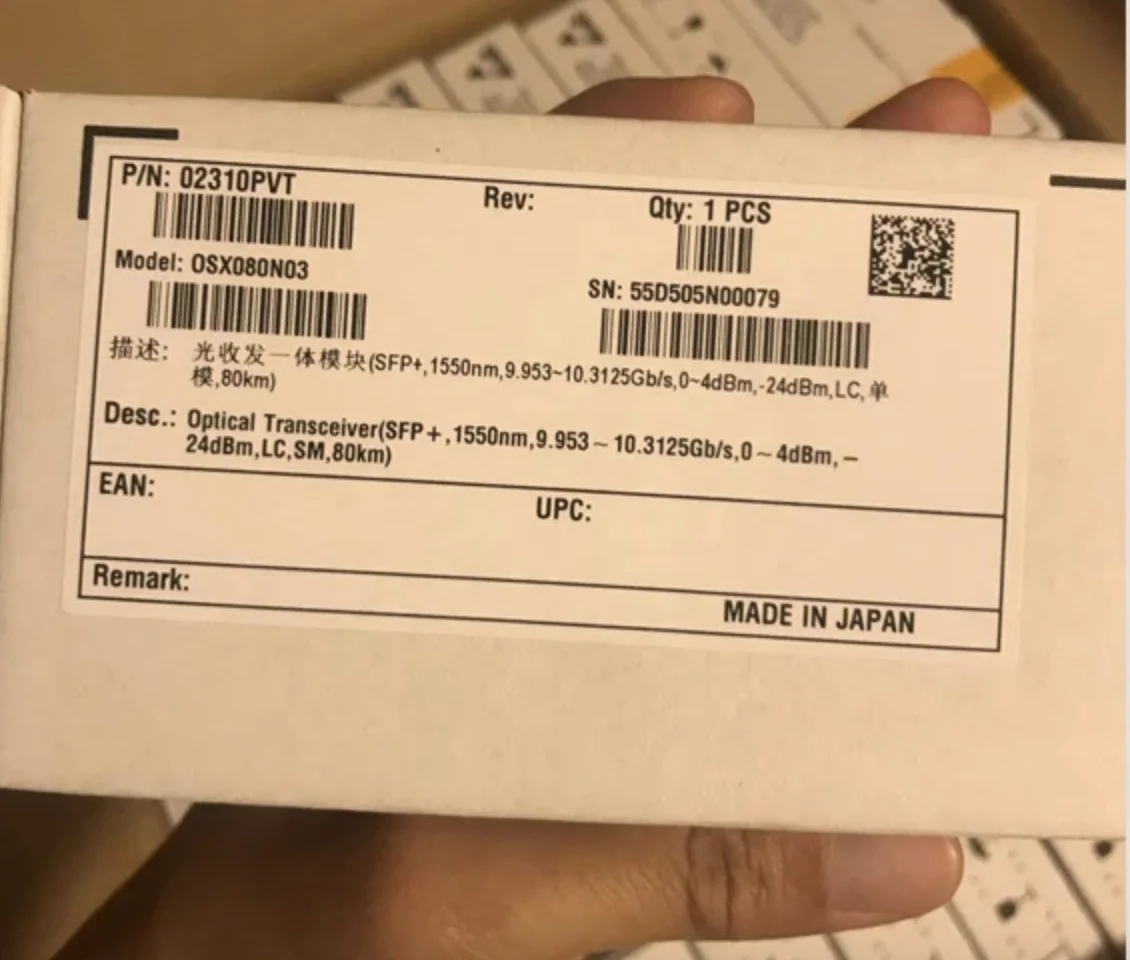 P/N: 02310PVT
Rev:
Qty: 1 PCS
Model: OSX080N03
SN: 55D505N00079
描述: 光收发一体模块(SFP+,1550nm,9.953~10.3125Gb/s,0~4dBm,-24dBm,LC,单
模,80km)
Desc.: Optical Transceiver(SFP+,1550nm,9.953～10.3125Gb/s,0～4dBm,－
24dBm,LC,SM,80km)
EAN:
UPC:
Remark:
MADE IN JAPAN